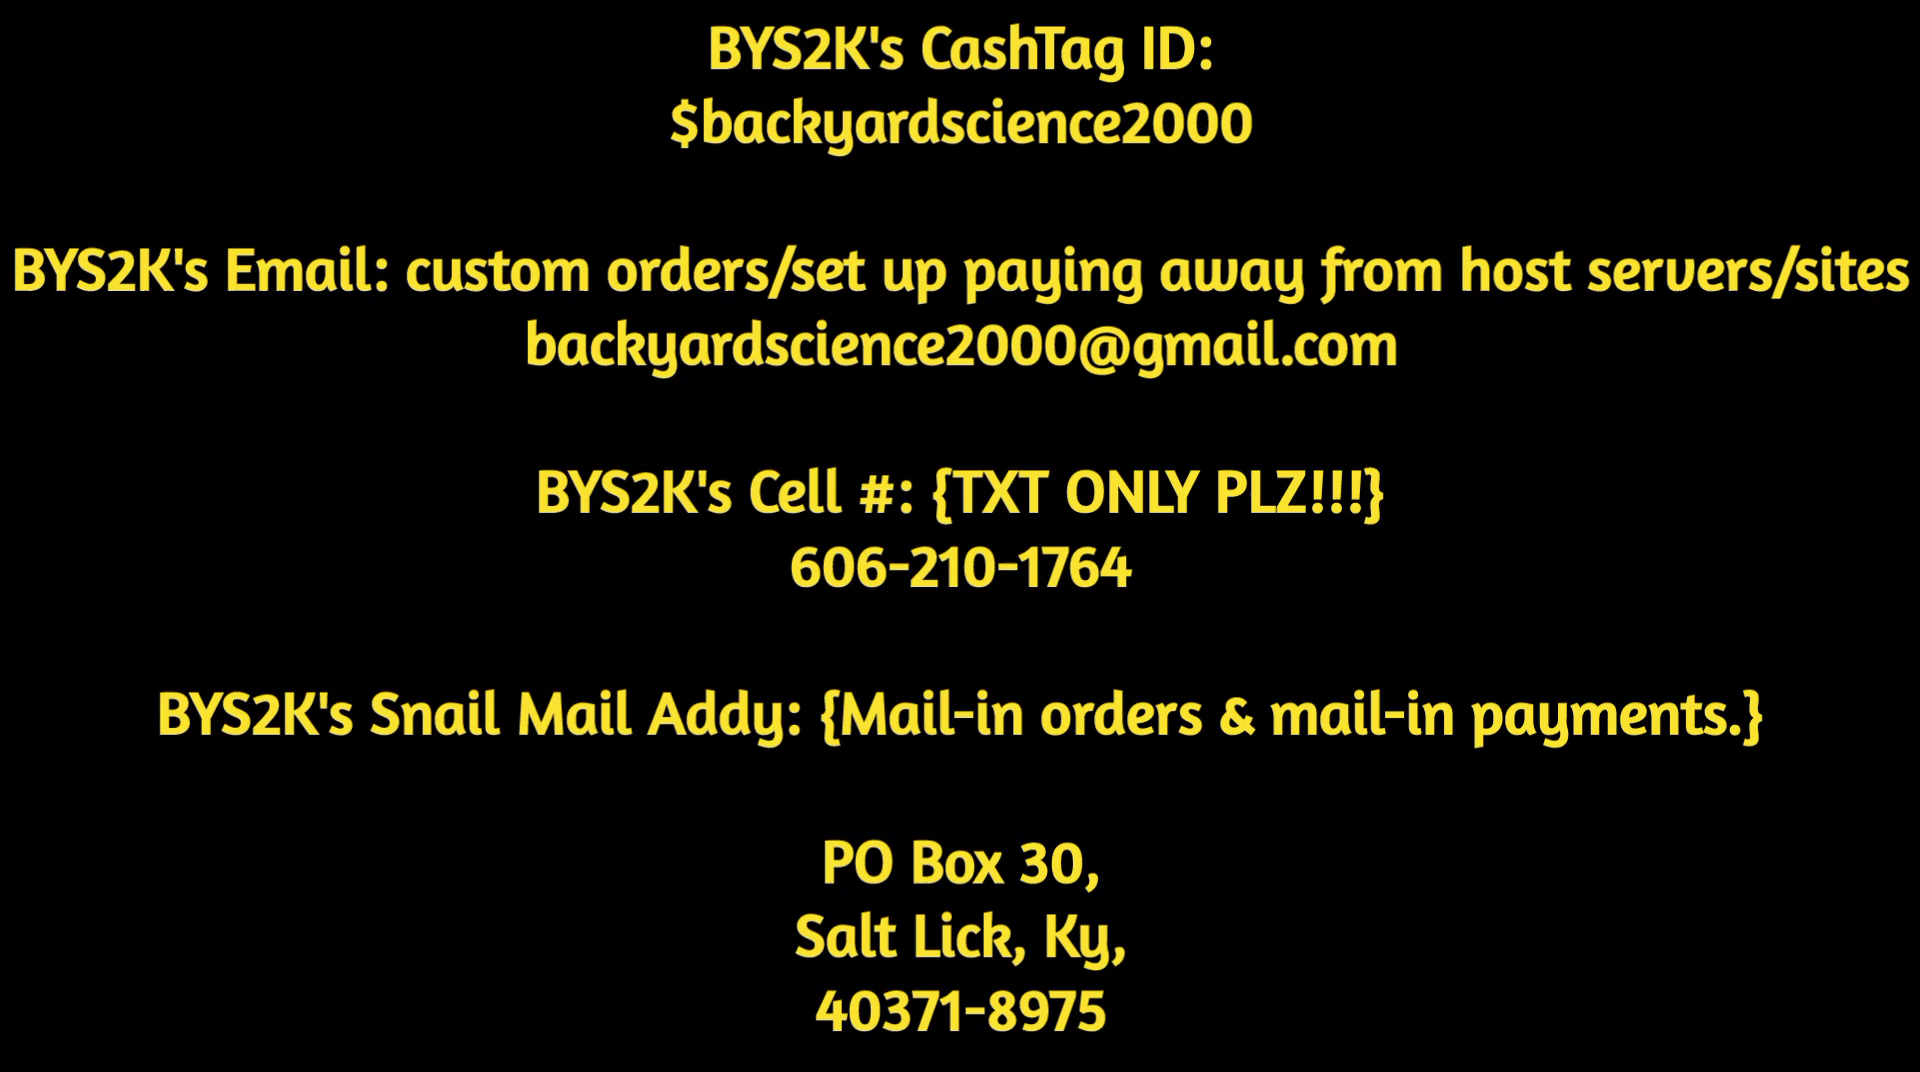 BYS2K's CashTag ID:
$backyardscience2000
BYS2K's Email: custom orders/set up paying away from host servers/sites
backyardscience2000@gmail.com
BYS2K's Cell #: {TXT ONLY PLZ!!!}
606-210-1764
BYS2K's Snail Mail Addy: {Mail-in orders & mail-in payments.}
PO Box 30,
Salt Lick, Ky,
40371-8975